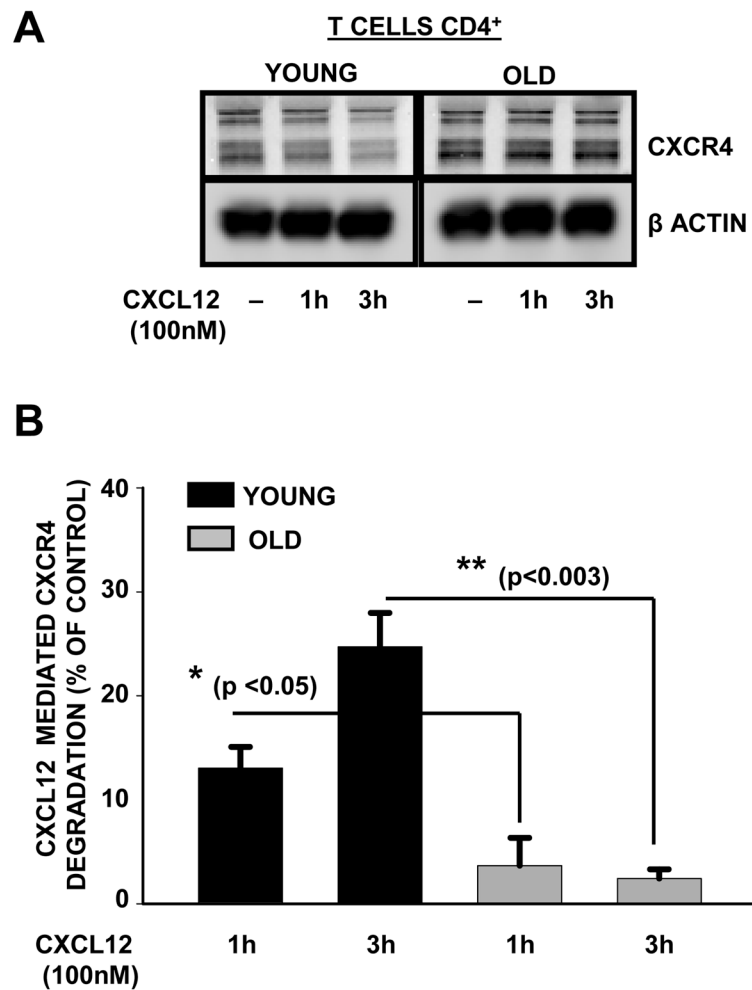 A
T CELLS CD4⁺
YOUNG OLD
CXCR4
β ACTIN
CXCL12 – 1h 3h – 1h 3h
(100nM)
B
CXCL12 MEDIATED CXCR4
DEGRADATION (% OF CONTROL)
40
30
20
10
0
YOUNG
OLD
** (p<0.003)
* (p <0.05)
CXCL12 1h 3h 1h 3h
(100nM)